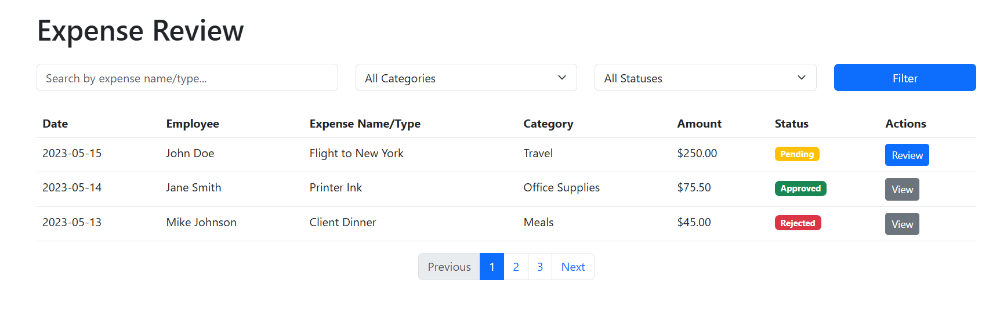 Expense Review
Search by expense name/type... All Categories All Statuses Filter
Date Employee Expense Name/Type Category Amount Status Actions
2023-05-15 John Doe Flight to New York Travel $250.00 Pending Review
2023-05-14 Jane Smith Printer Ink Office Supplies $75.50 Approved View
2023-05-13 Mike Johnson Client Dinner Meals $45.00 Rejected View
Previous 1 2 3 Next